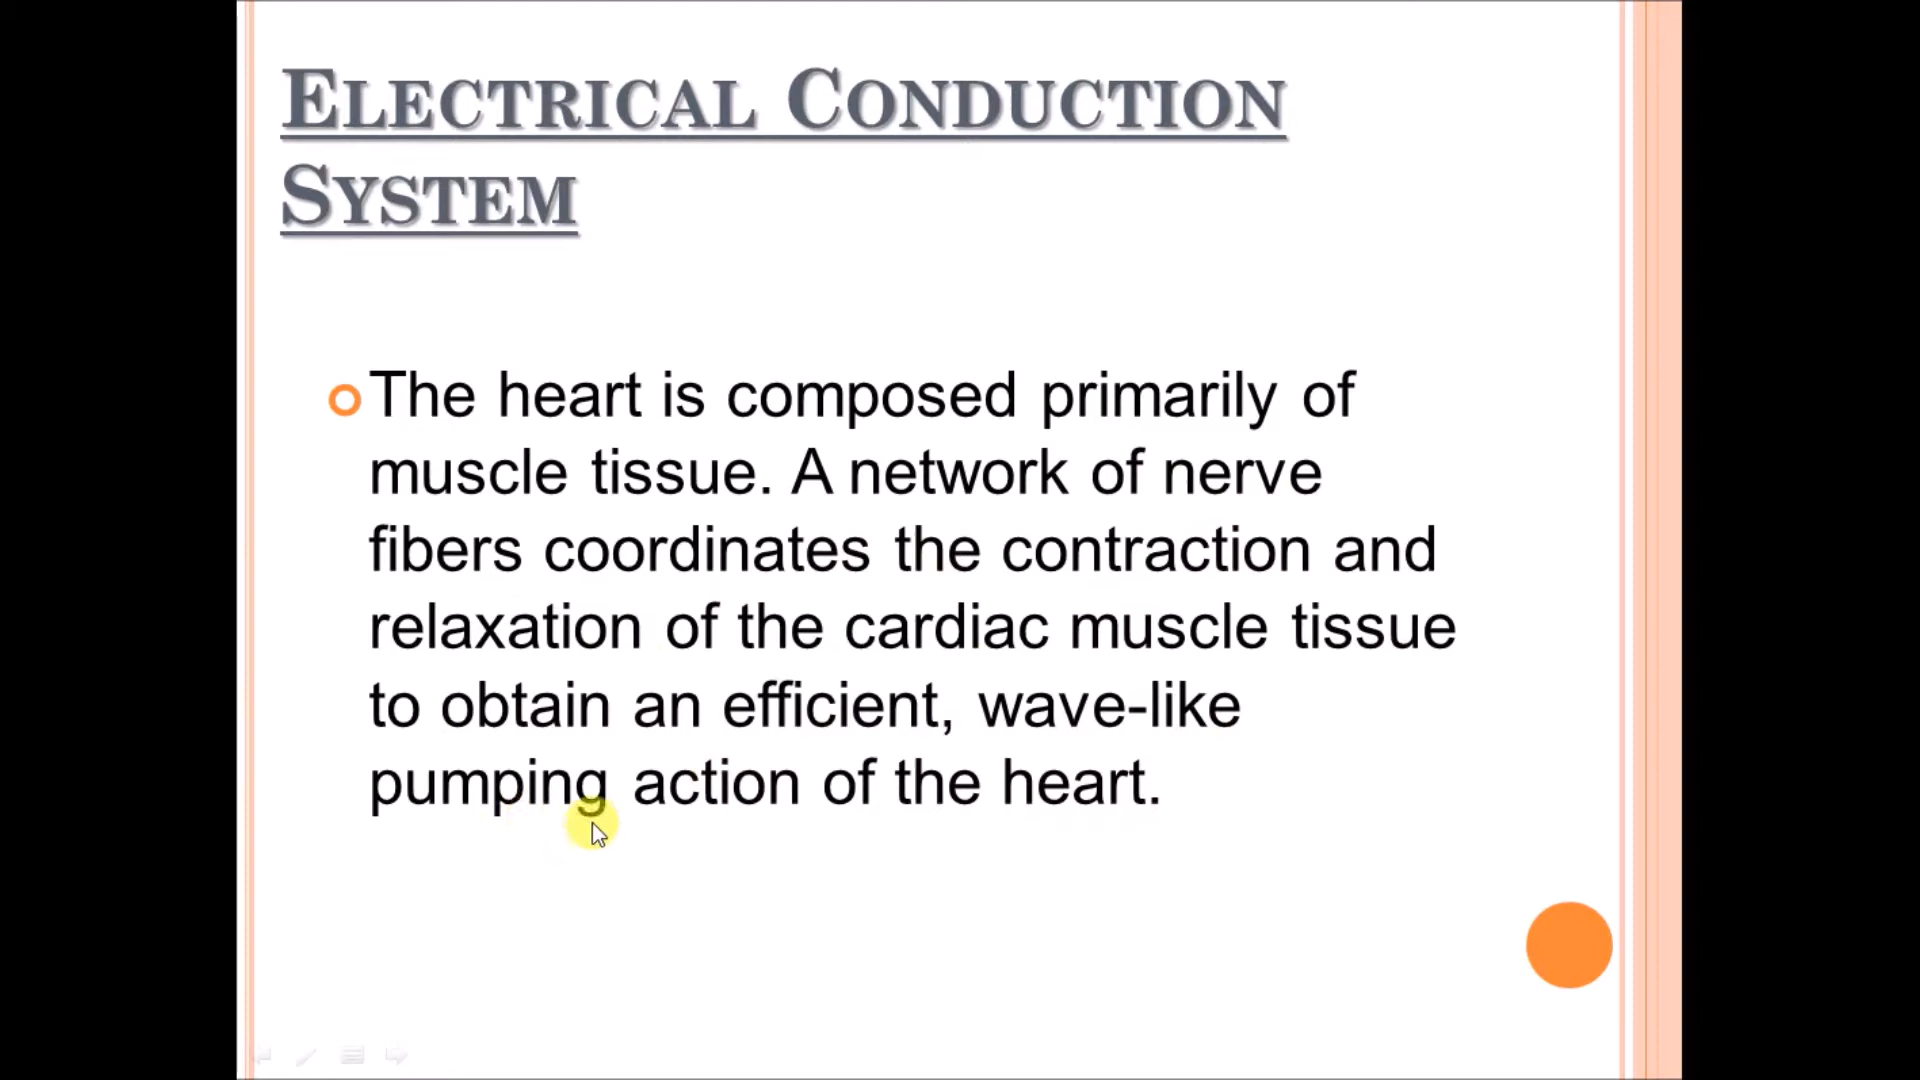 ELECTRICAL CONDUCTION
SYSTEM
The heart is composed primarily of
muscle tissue. A network of nerve
fibers coordinates the contraction and
relaxation of the cardiac muscle tissue
to obtain an efficient, wave-like
pumping action of the heart.